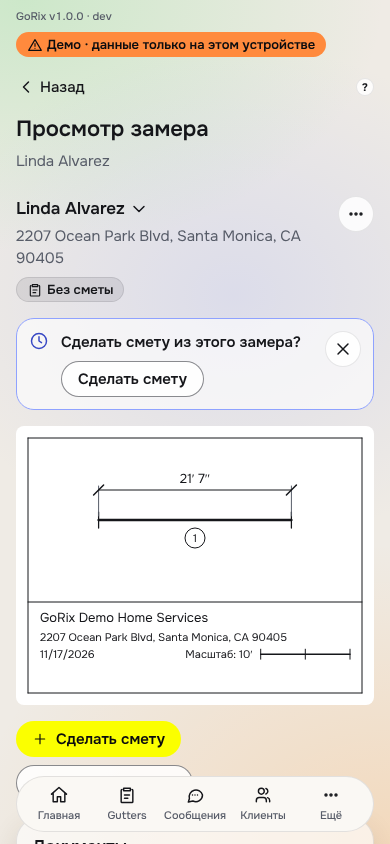 GoRix v1.0.0 · dev
Демо · данные только на этом устройстве
Назад
?
Просмотр замера
Linda Alvarez
Linda Alvarez
2207 Ocean Park Blvd, Santa Monica, CA
90405
Без сметы
Сделать смету из этого замера?
Сделать смету
21' 7"
1
GoRix Demo Home Services
2207 Ocean Park Blvd, Santa Monica, CA 90405
11/17/2026
Масштаб: 10'
Сделать смету
Главная
Gutters
Сообщения
Клиенты
Ещё